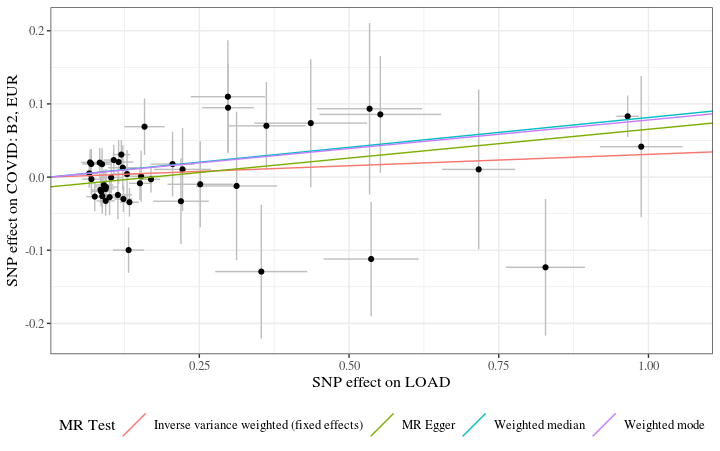 SNP effect on COVID: B2, EUR
0.2
0.1
0.0
-0.1
-0.2
0.25 0.50 0.75 1.00
SNP effect on LOAD
MR Test Inverse variance weighted (fixed effects) MR Egger Weighted median Weighted mode